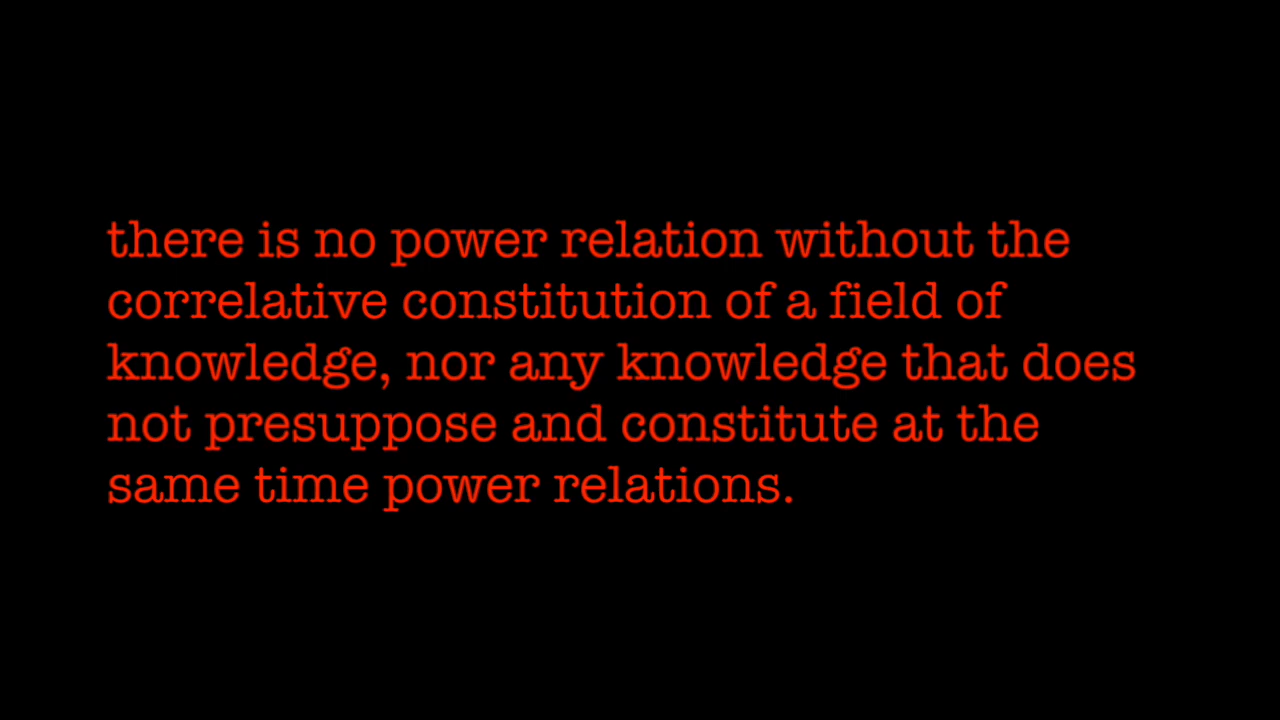 there is no power relation without the
correlative constitution of a field of
knowledge, nor any knowledge that does
not presuppose and constitute at the
same time power relations.